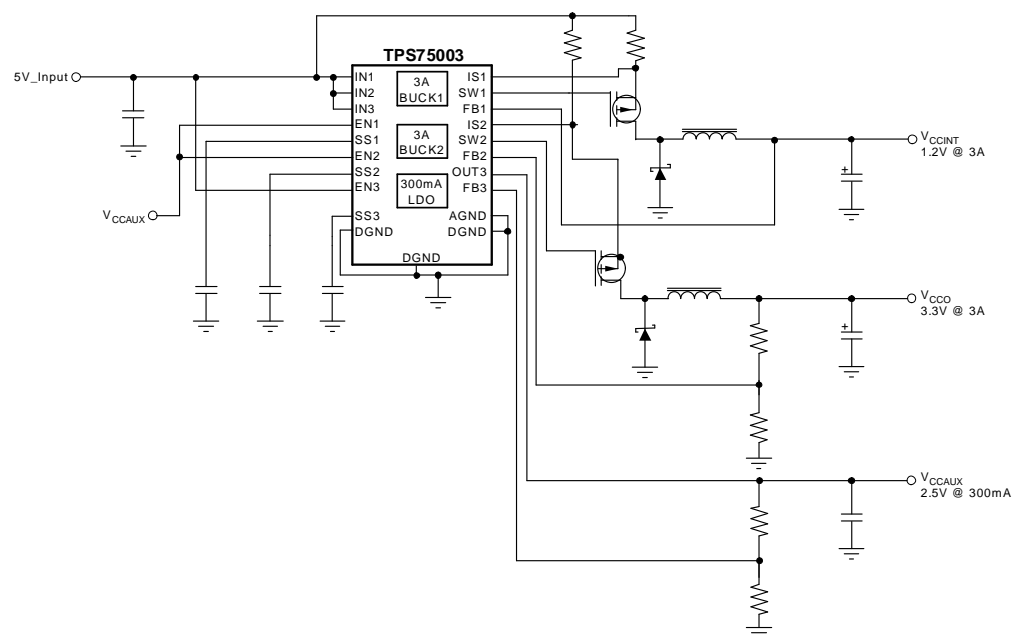 TPS75003
5V_Input
IN1
IN2
IN3
EN1
SS1
EN2
SS2
EN3
SS3
DGND
3A
BUCK1
3A
BUCK2
300mA
LDO
DGND
IS1
SW1
FB1
IS2
SW2
FB2
OUT3
FB3
AGND
DGND
VCCAUX
VCCINT
1.2V @ 3A
+
VCCO
3.3V @ 3A
+
VCCAUX
2.5V @ 300mA